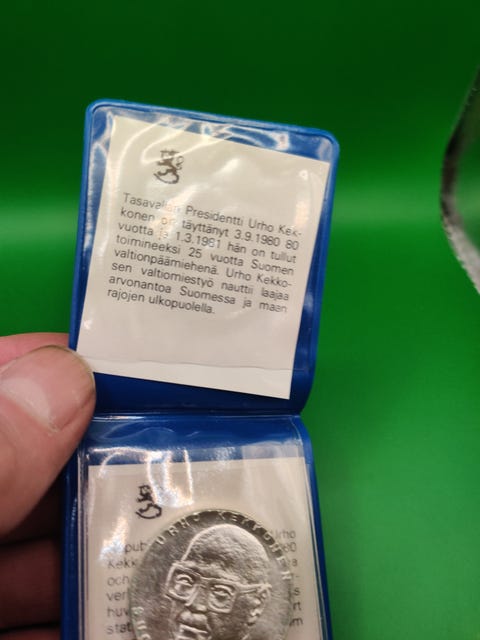 Tasavallan Presidentti Urho Kek-
konen on täyttänyt 3.9.1980 80
vuotta ja 1.3.1981 hän on tullut
toimineeksi 25 vuotta Suomen
valtionpäämiehenä. Urho Kekko-
sen valtiomiestyö nauttii laajaa
arvonantoa Suomessa ja maan
rajojen ulkopuolella.
URHO KEKKONEN